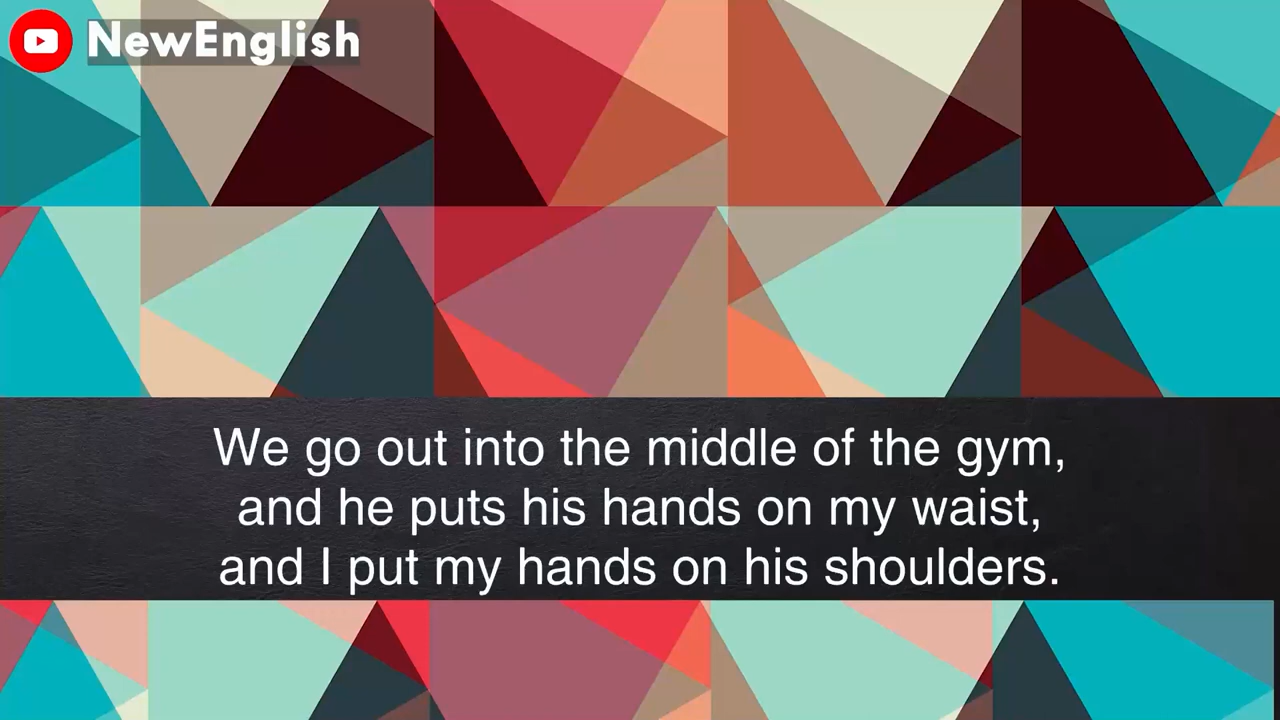 NewEnglish
We go out into the middle of the gym,
and he puts his hands on my waist,
and I put my hands on his shoulders.